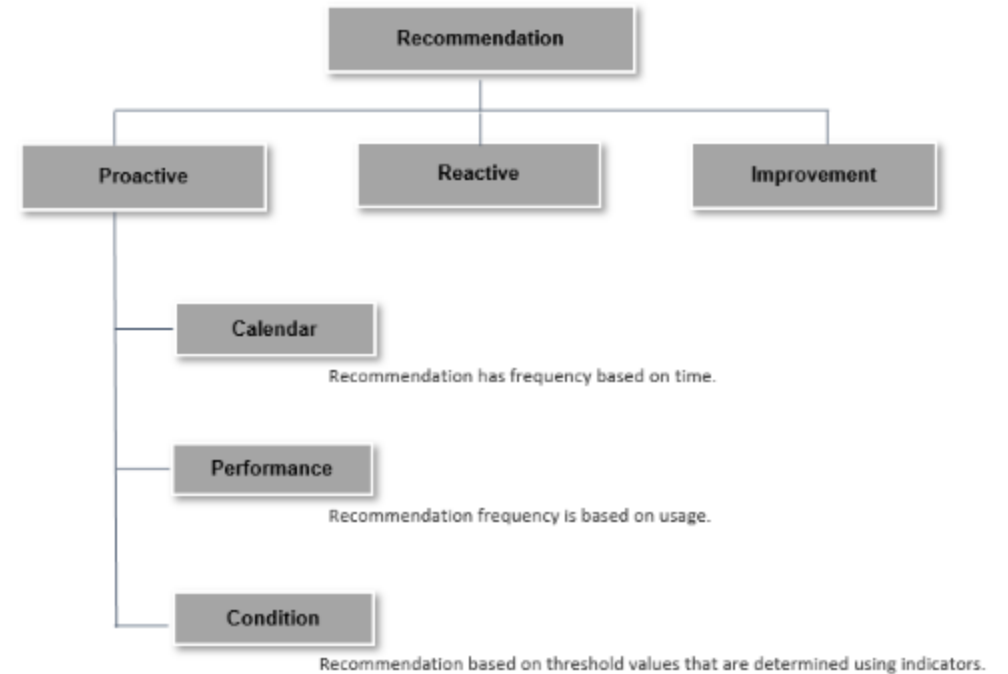 Recommendation
Proactive
Reactive
Improvement
Calendar
Recommendation has frequency based on time.
Performance
Recommendation frequency is based on usage.
Condition
Recommendation based on threshold values that are determined using indicators.